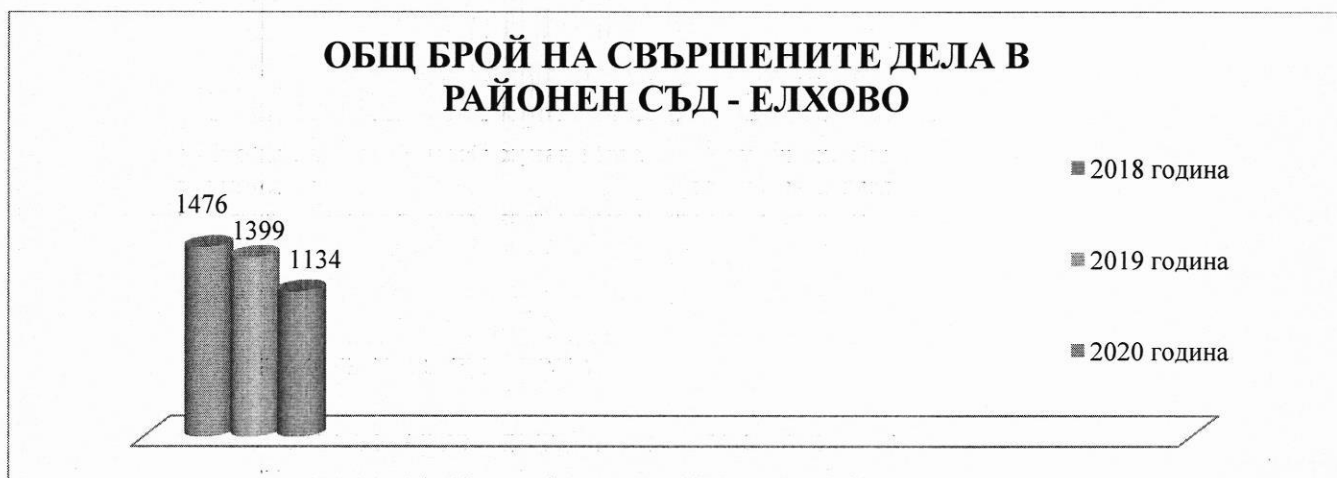 ОБЩ БРОЙ НА СВЪРШЕНИТЕ ДЕЛА В
РАЙОНЕН СЪД - ЕЛХОВО
1476
1399
1134
2018 година
2019 година
2020 година